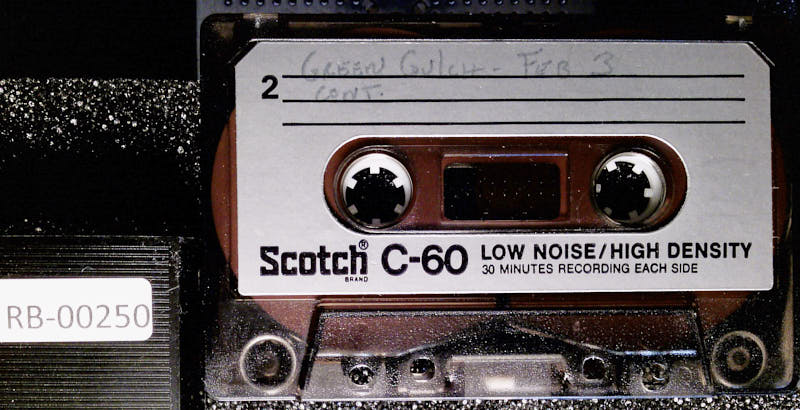 GREEN GULCH - FEB 3
2
CONT.
Scotch®
BRAND
C-60
LOW NOISE/HIGH DENSITY
30 MINUTES RECORDING EACH SIDE
RB-00250